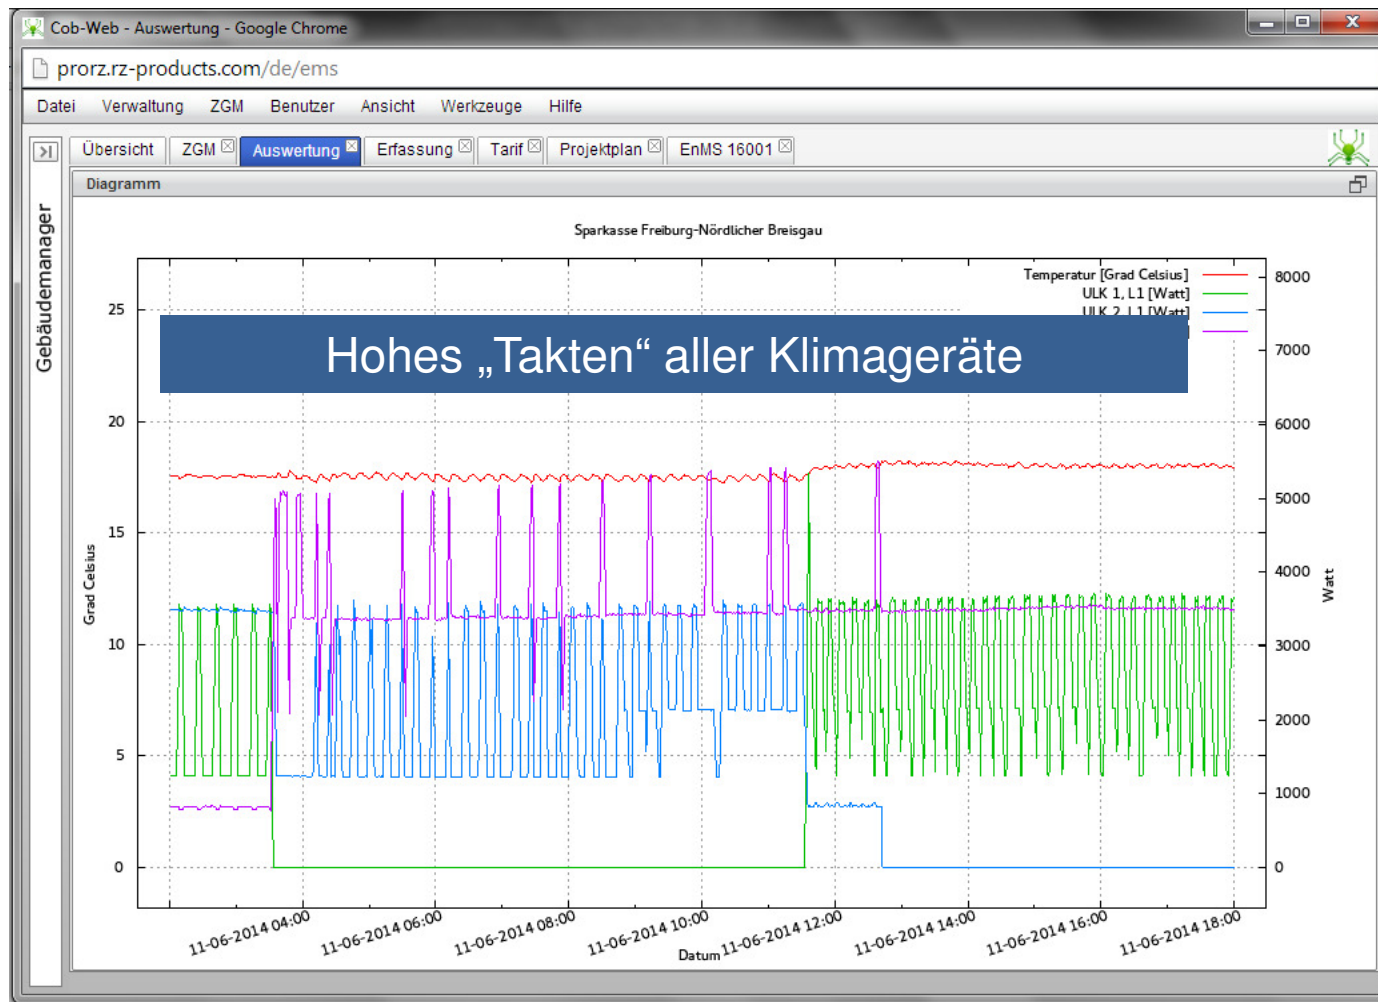 Cob-Web - Auswertung - Google Chrome
prorz.rz-products.com/de/ems
Datei Verwaltung ZGM Benutzer Ansicht Werkzeuge Hilfe
Übersicht ZGM Auswertung Erfassung Tarif Projektplan EnMS 16001
Gebäudemanager
Diagramm
Sparkasse Freiburg-Nördlicher Breisgau
Temperatur [Grad Celsius]
ULK 1, L1 [Watt]
ULK 2, L1 [Watt]
Hohes „Takten“ aller Klimageräte
Grad Celsius
25
20
15
10
5
0
8000
7000
6000
5000
4000
3000
2000
1000
0
Watt
11-06-2014 04:00
11-06-2014 06:00
11-06-2014 08:00
11-06-2014 10:00
11-06-2014 12:00
11-06-2014 14:00
11-06-2014 16:00
11-06-2014 18:00
Datum